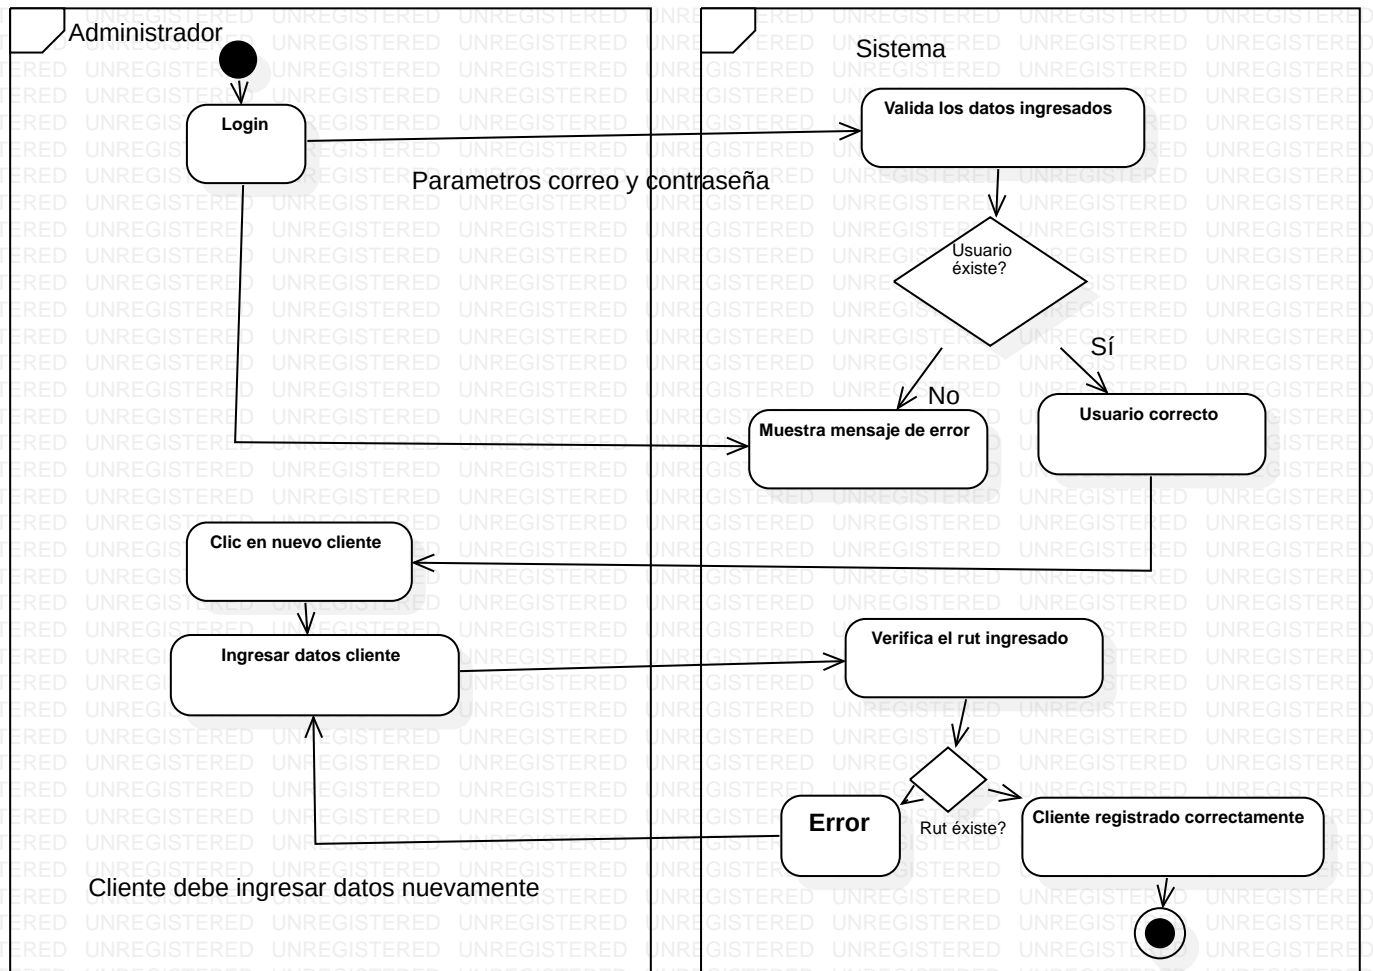 Administrador
Sistema
Login
Valida los datos ingresados
Parametros correo y contraseña
Usuario
éxiste?
Sí
No
Muestra mensaje de error
Usuario correcto
Clic en nuevo cliente
Ingresar datos cliente
Verifica el rut ingresado
Error
Rut éxiste?
Cliente registrado correctamente
Cliente debe ingresar datos nuevamente
UNREGISTERED